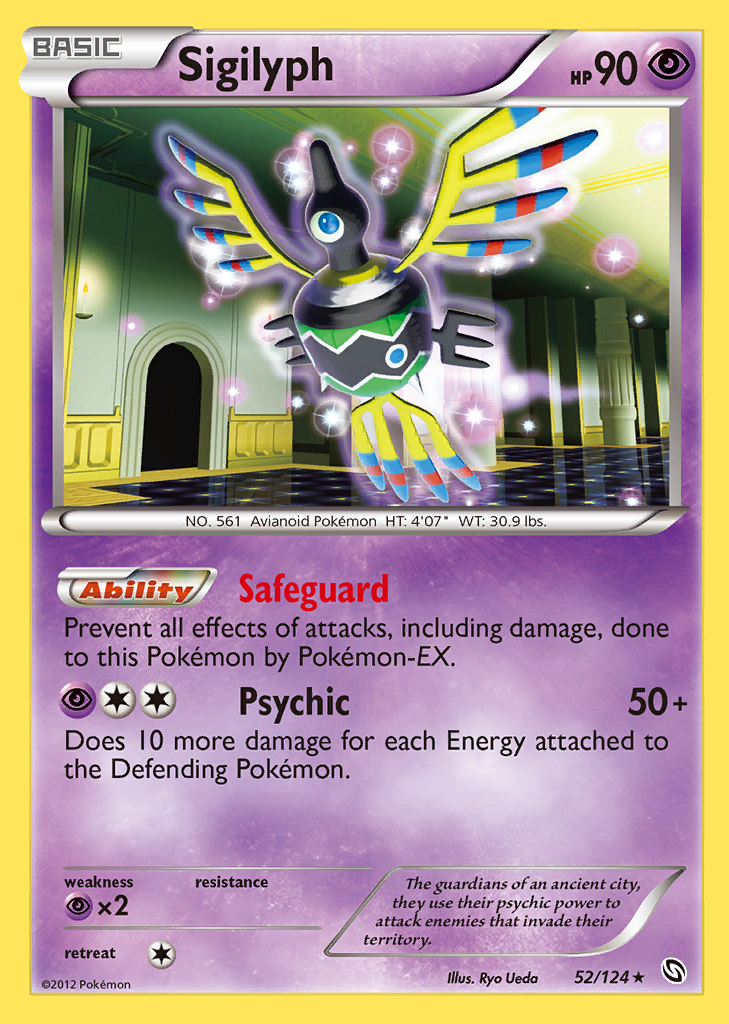 BASIC
Sigilyph
HP 90
NO. 561 Avianoid Pokémon HT: 4'07" WT: 30.9 lbs.
Ability Safeguard
Prevent all effects of attacks, including damage, done
to this Pokémon by Pokémon-EX.
Psychic 50+
Does 10 more damage for each Energy attached to
the Defending Pokémon.
weakness resistance
×2
retreat
The guardians of an ancient city,
they use their psychic power to
attack enemies that invade their
territory.
©2012 Pokémon
Illus. Ryo Ueda 52/124 ★